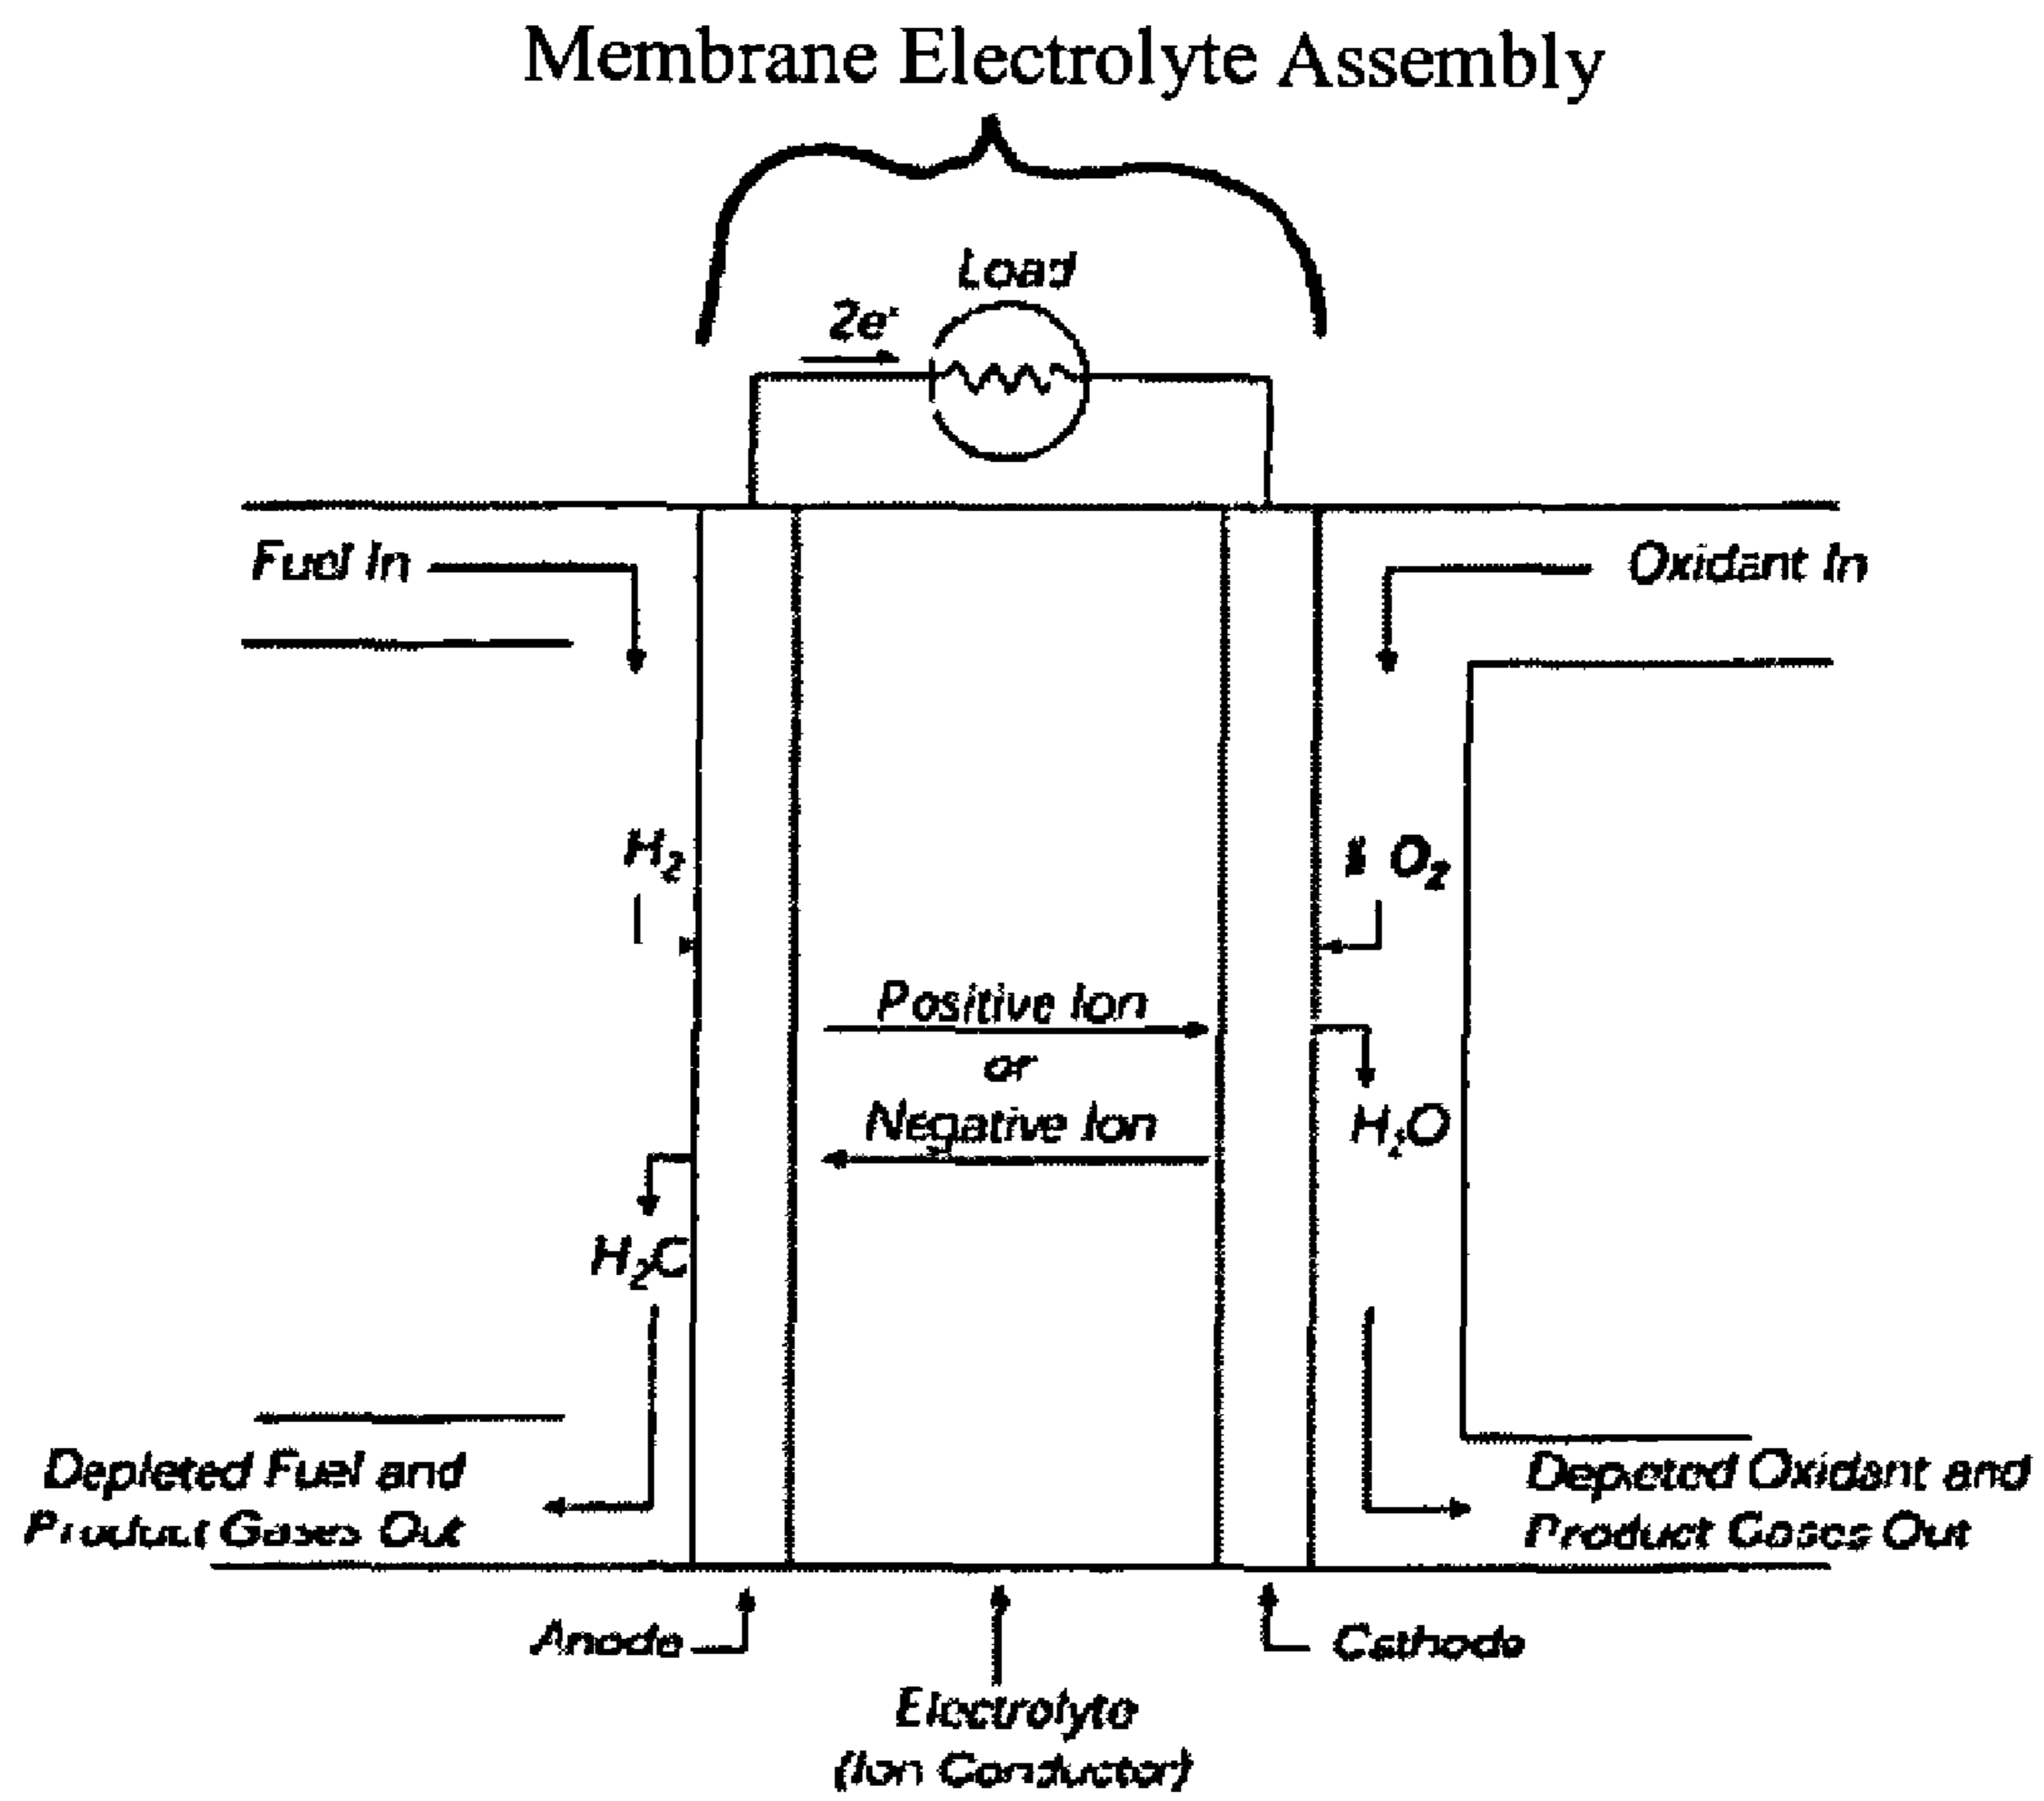 Membrane Electrolyte Assembly
Load
2e-
Fuel In
Oxidant In
H2
O2
Positive Ion
or
Negative Ion
H2O
H2C
Depleted Fuel and
Product Gases Out
Depleted Oxidant and
Product Gases Out
Anode
Cathode
Electrolyte
(Ion Conductor)